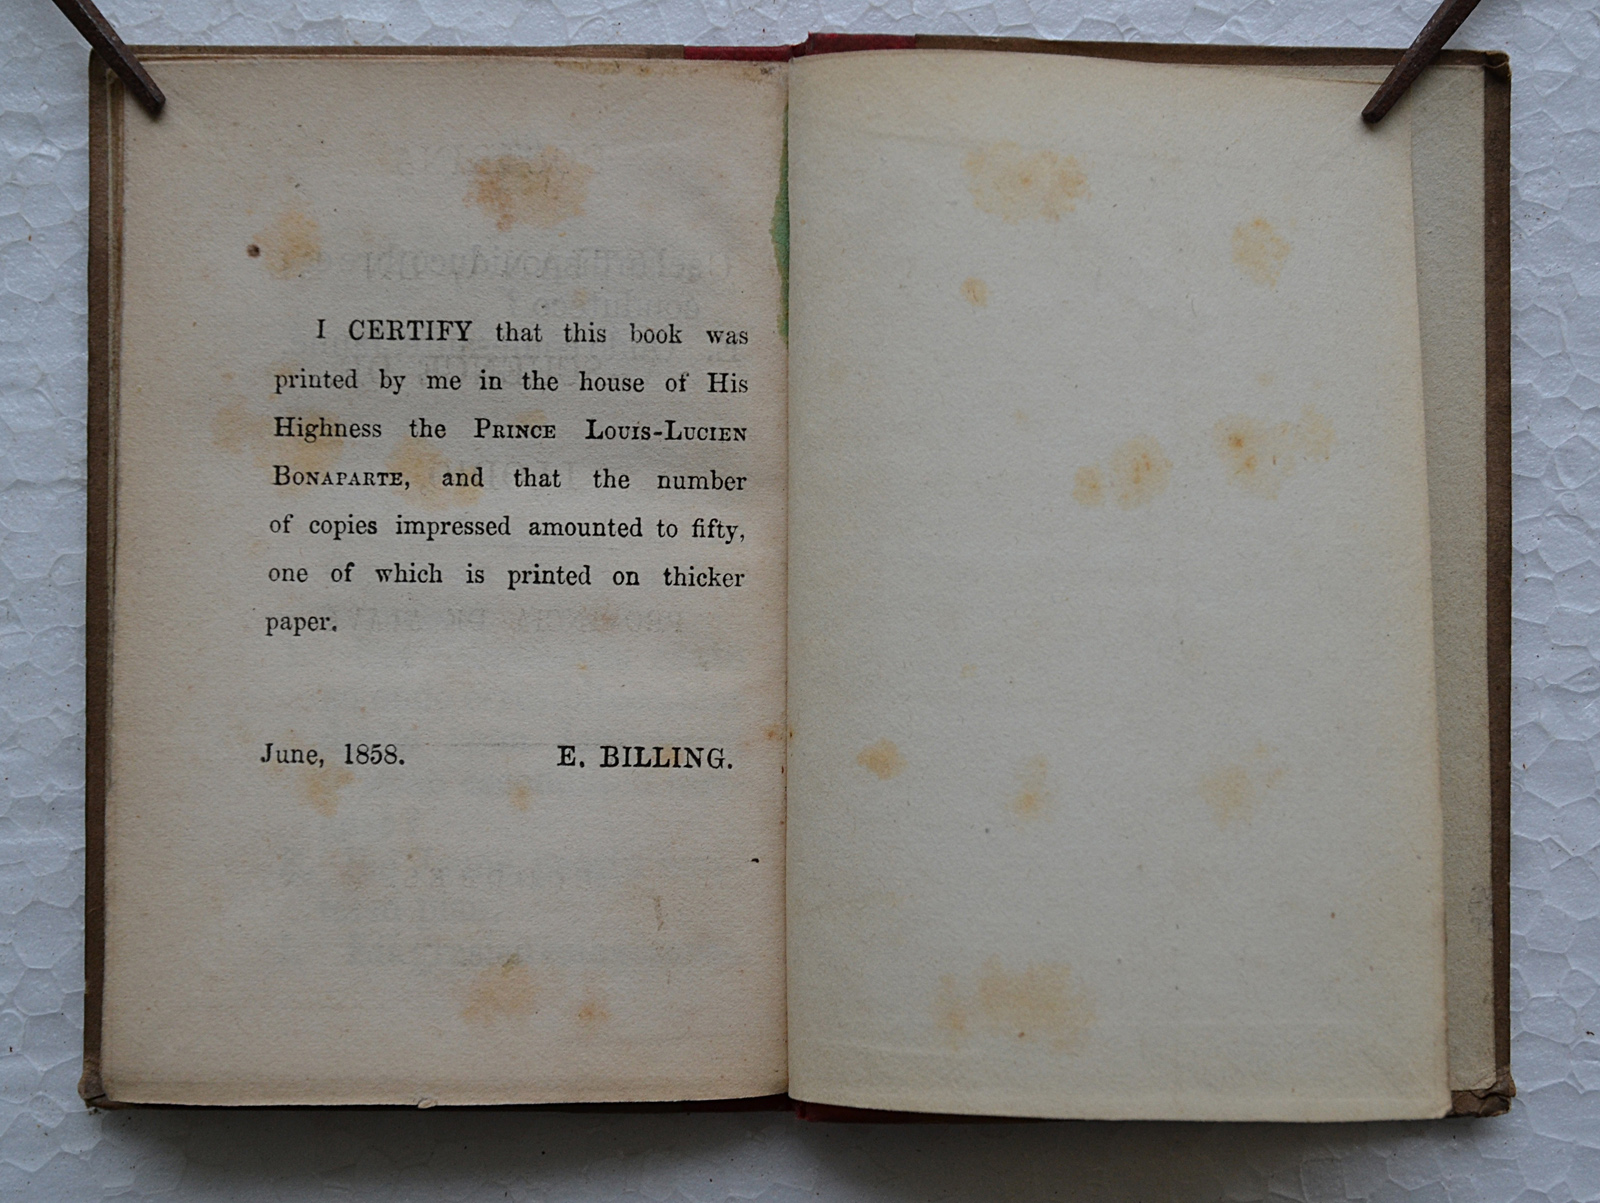 I CERTIFY that this book was
printed by me in the house of His
Highness the PRINCE LOUIS-LUCIEN
BONAPARTE, and that the number
of copies impressed amounted to fifty,
one of which is printed on thicker
paper.
June, 1858. E. BILLING.